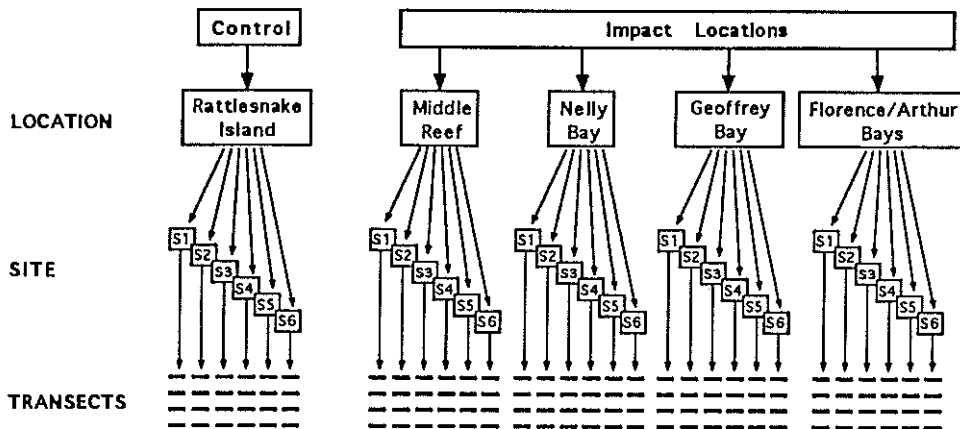 Control
Impact Locations
LOCATION
Rattlesnake
Island
Middle
Reef
Nelly
Bay
Geoffrey
Bay
Florence/Arthur
Bays
SITE
S1 S2 S3 S4 S5 S6
S1 S2 S3 S4 S5 S6
S1 S2 S3 S4 S5 S6
S1 S2 S3 S4 S5 S6
S1 S2 S3 S4 S5 S6
TRANSECTS